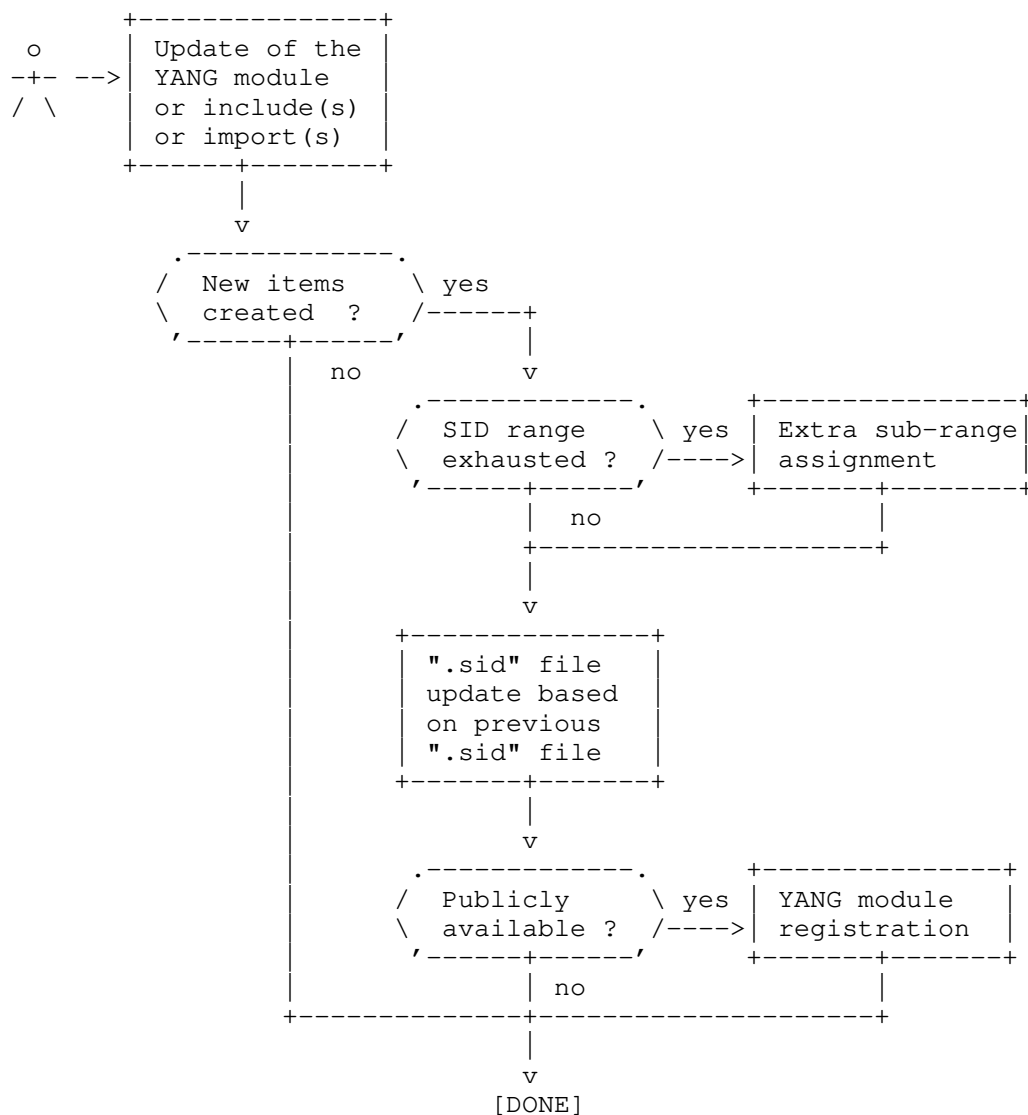 Update of the
YANG module
or include(s)
or import(s)
New items
created ?
yes
no
SID range
exhausted ?
yes
Extra sub-range
assignment
no
".sid" file
update based
on previous
".sid" file
Publicly
available ?
yes
YANG module
registration
no
[DONE]